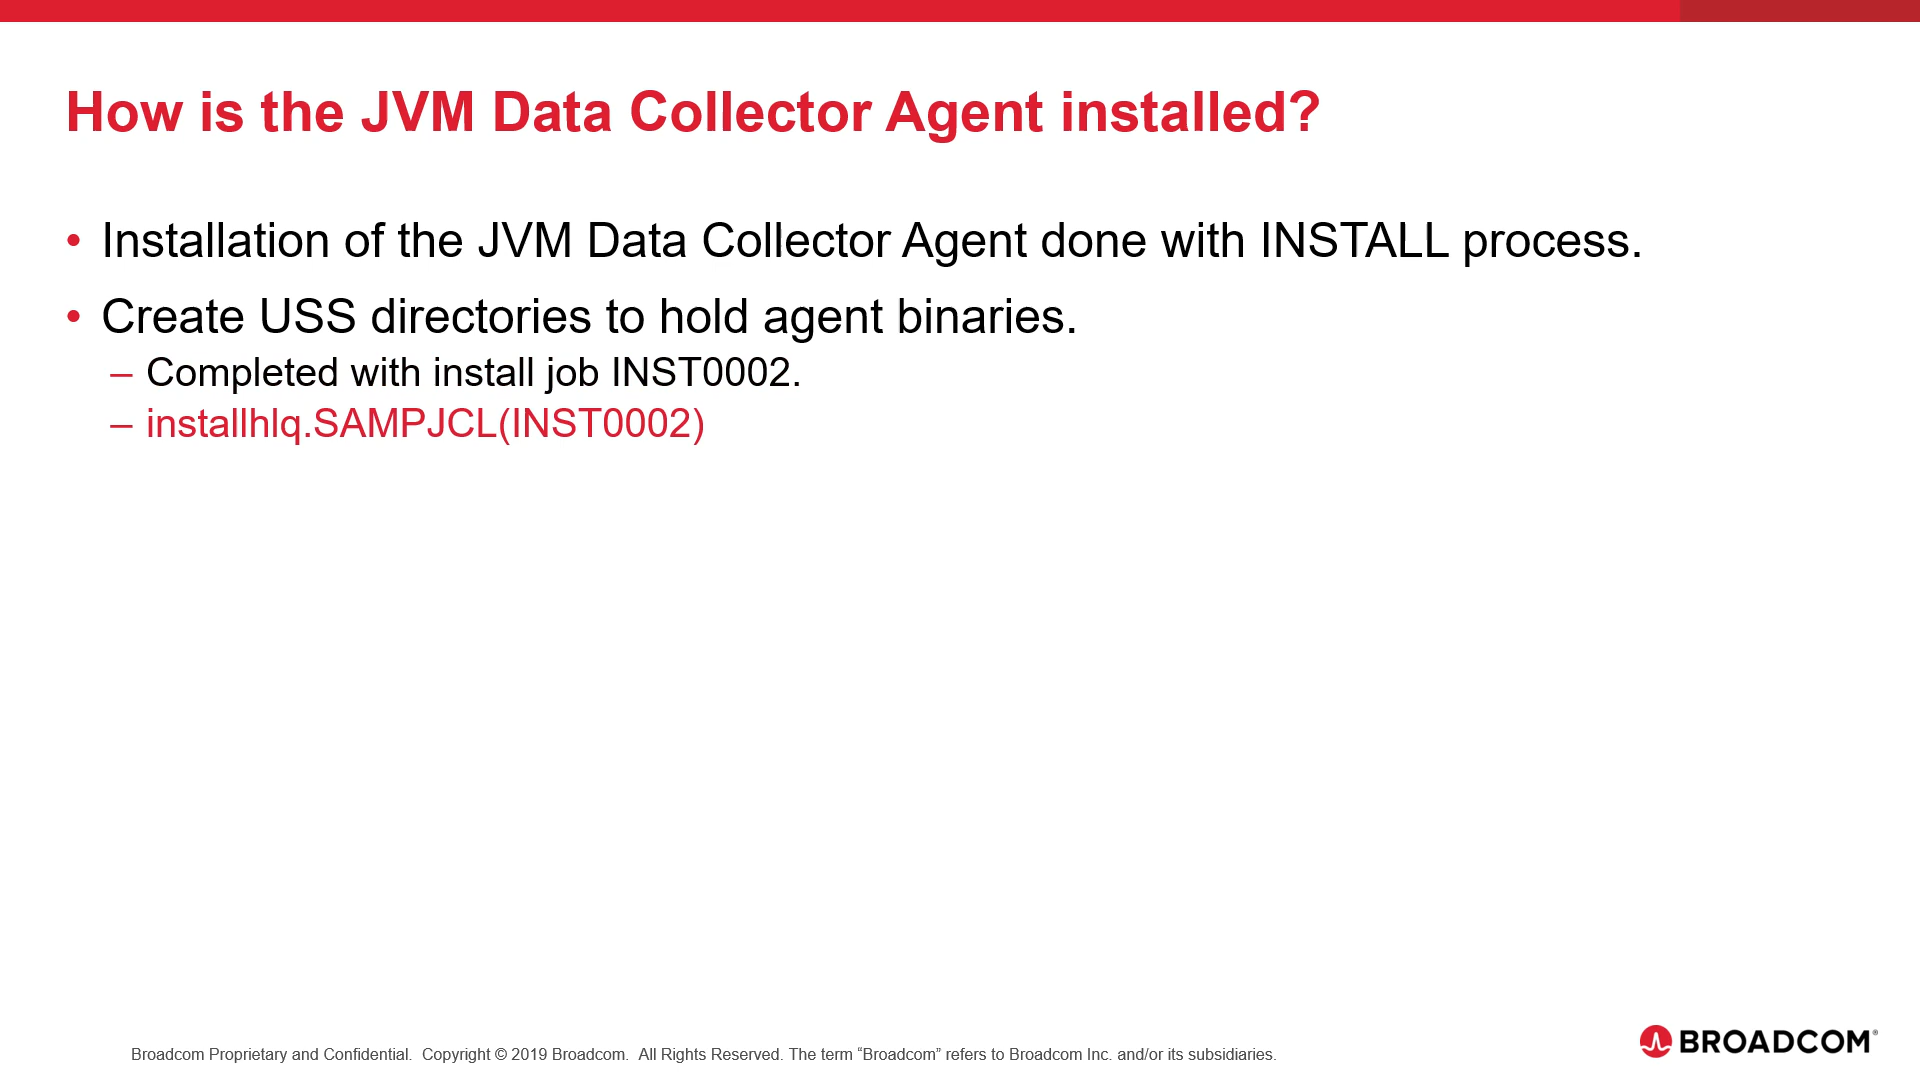 How is the JVM Data Collector Agent installed?
• Installation of the JVM Data Collector Agent done with INSTALL process.
• Create USS directories to hold agent binaries.
– Completed with install job INST0002.
– installhlq.SAMPJCL(INST0002)
Broadcom Proprietary and Confidential.  Copyright © 2019 Broadcom.  All Rights Reserved. The term “Broadcom” refers to Broadcom Inc. and/or its subsidiaries.
BROADCOM®